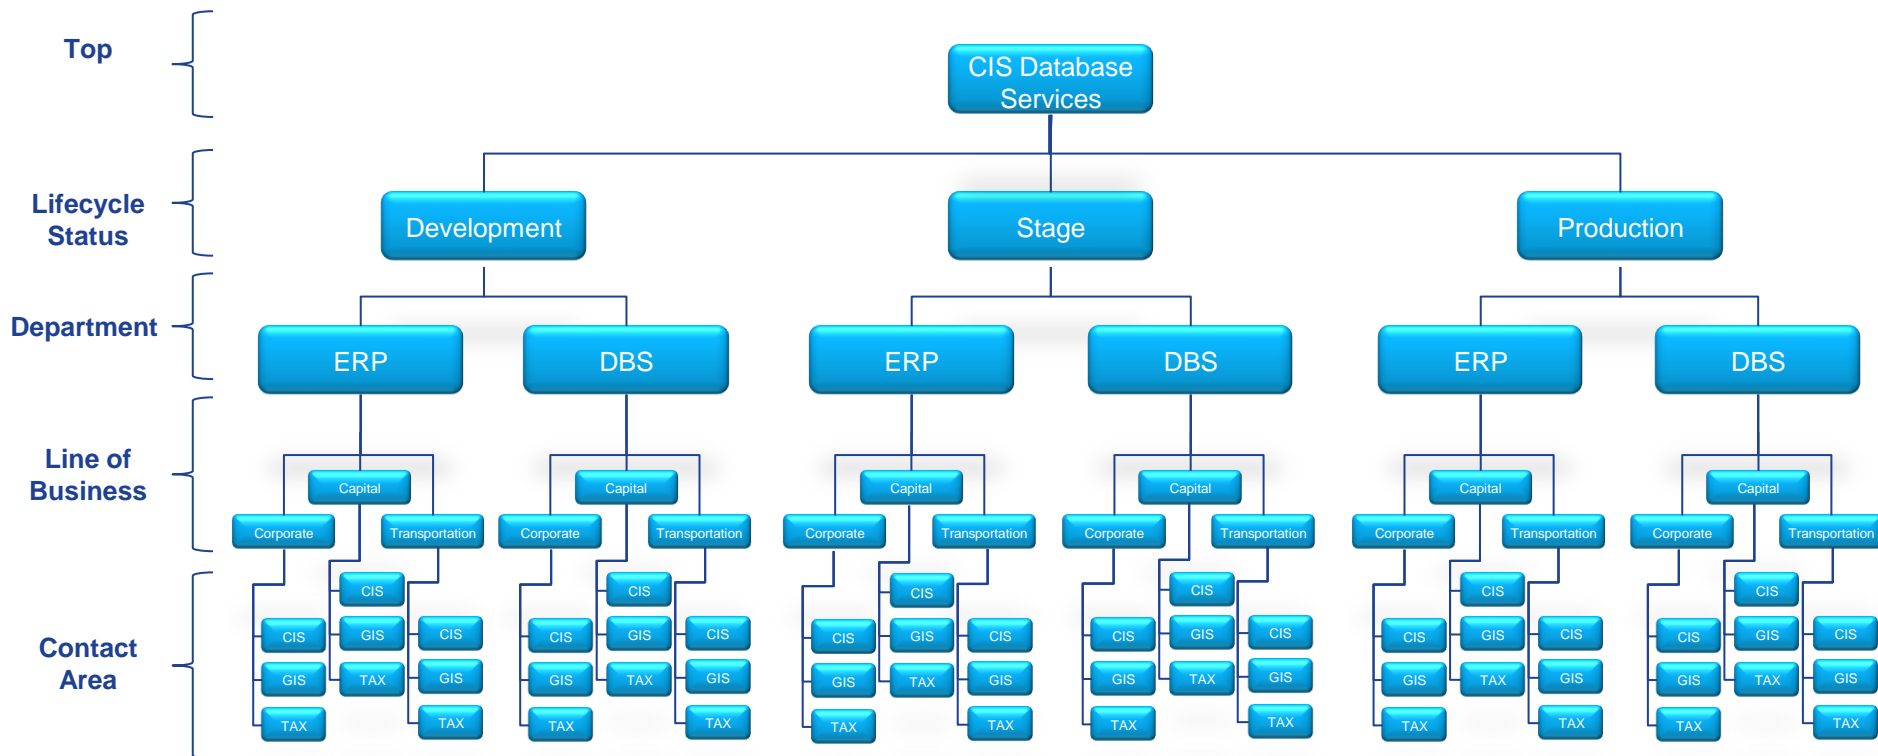 Top
CIS Database
Services
Lifecycle
Status
Development
Stage
Production
Department
ERP
DBS
ERP
DBS
ERP
DBS
Line of
Business
Capital
Capital
Capital
Capital
Capital
Capital
Corporate
Transportation
Corporate
Transportation
Corporate
Transportation
Corporate
Transportation
Corporate
Transportation
Corporate
Transportation
Contact
Area
CIS
CIS
CIS
CIS
CIS
CIS
CIS
GIS
CIS
CIS
GIS
CIS
CIS
GIS
CIS
CIS
GIS
CIS
CIS
GIS
CIS
CIS
GIS
CIS
GIS
TAX
GIS
GIS
TAX
GIS
GIS
TAX
GIS
GIS
TAX
GIS
GIS
TAX
GIS
GIS
TAX
GIS
TAX
TAX
TAX
TAX
TAX
TAX
TAX
TAX
TAX
TAX
TAX
TAX